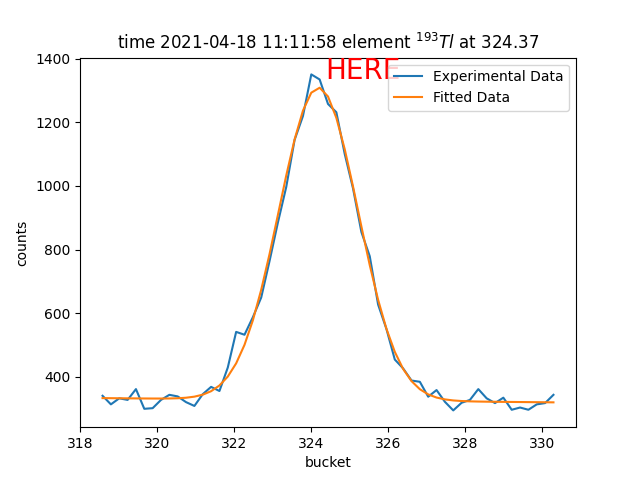 time 2021-04-18 11:11:58 element ¹⁹³Tl at 324.37
HERE
Experimental Data
Fitted Data
1400
1200
1000
800
600
400
counts
318 320 322 324 326 328 330
bucket